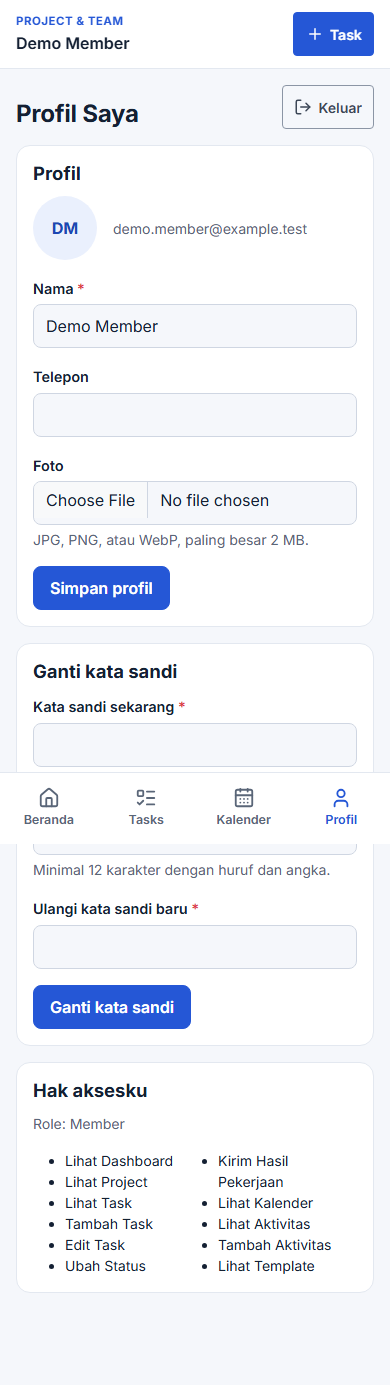 PROJECT & TEAM
Demo Member
+ Task
Profil Saya
Keluar
Profil
DM
demo.member@example.test
Nama *
Demo Member
Telepon
Foto
Choose File No file chosen
JPG, PNG, atau WebP, paling besar 2 MB.
Simpan profil
Ganti kata sandi
Kata sandi sekarang *
Beranda
Tasks
Kalender
Profil
Minimal 12 karakter dengan huruf dan angka.
Ulangi kata sandi baru *
Ganti kata sandi
Hak aksesku
Role: Member
• Lihat Dashboard
• Lihat Project
• Lihat Task
• Tambah Task
• Edit Task
• Ubah Status
• Kirim Hasil
Pekerjaan
• Lihat Kalender
• Lihat Aktivitas
• Tambah Aktivitas
• Lihat Template